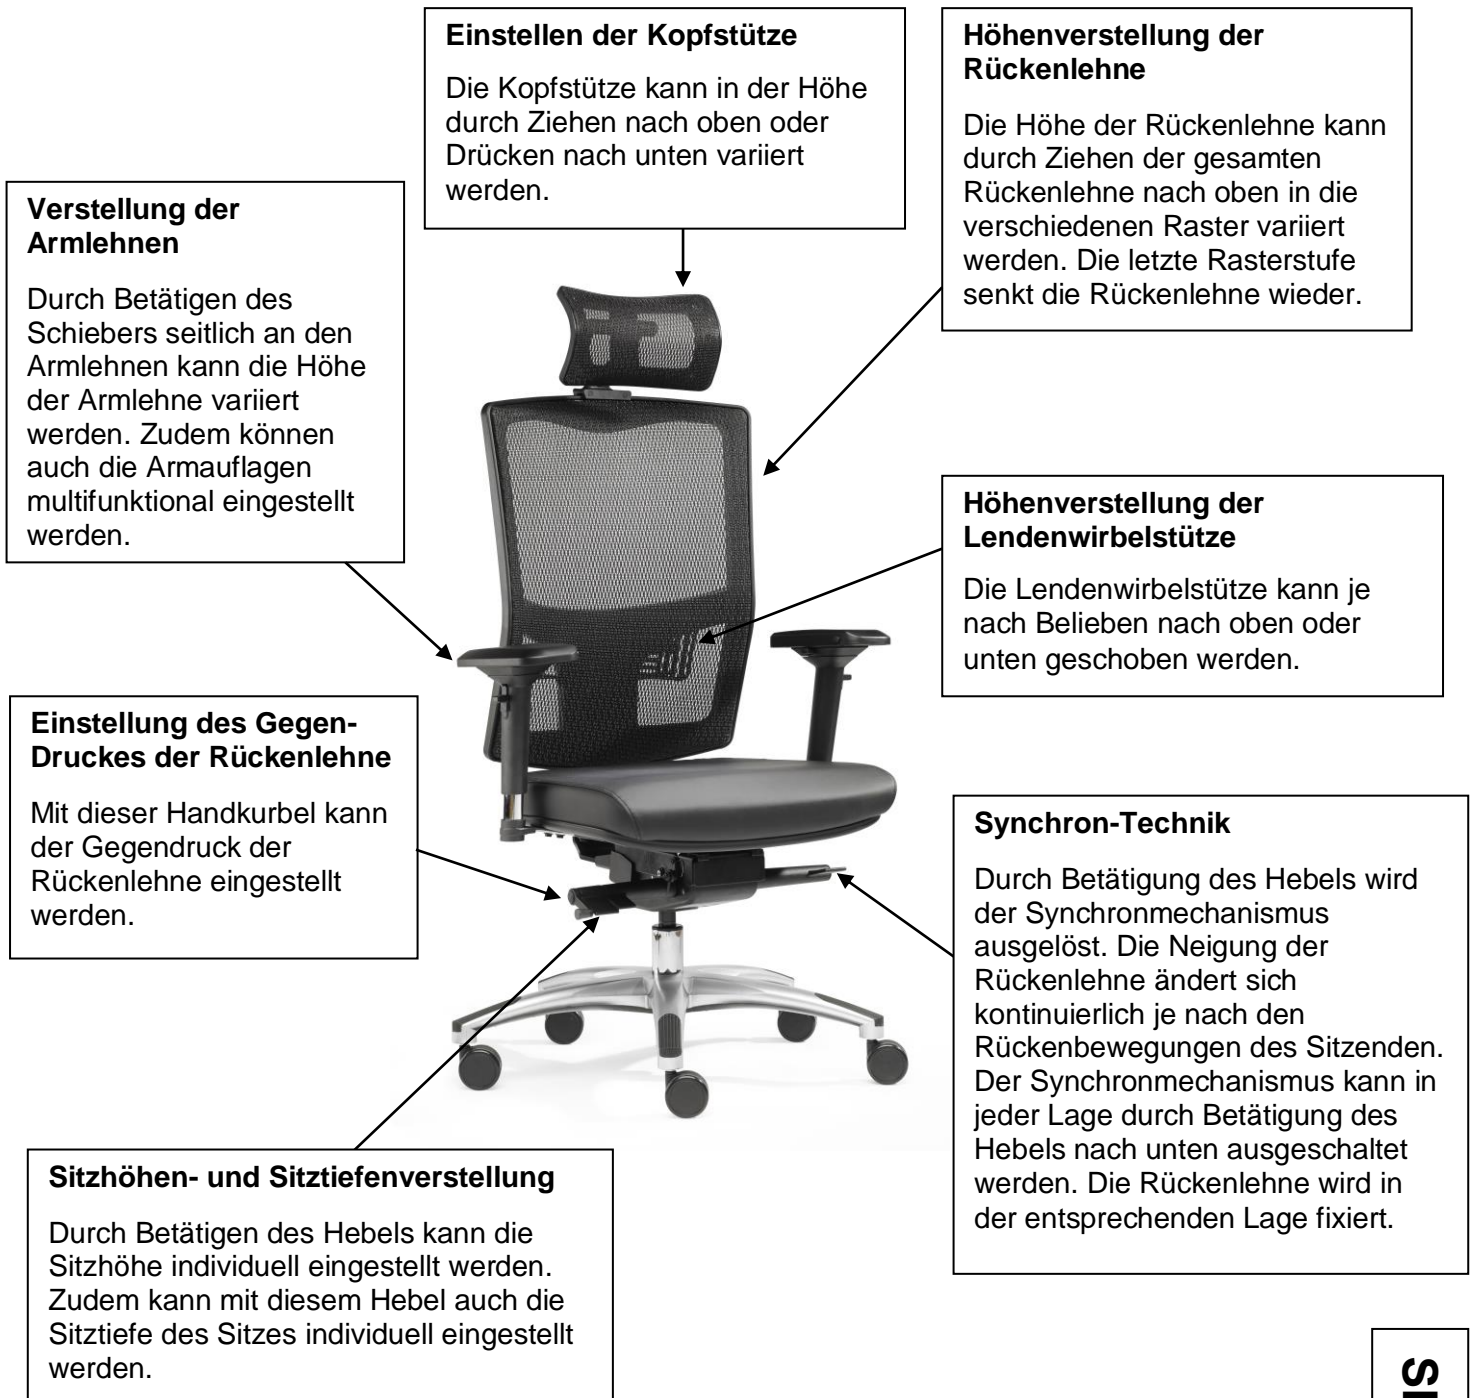 Einstellen der Kopfstütze
Die Kopfstütze kann in der Höhe
durch Ziehen nach oben oder
Drücken nach unten variiert
werden.
Höhenverstellung der
Rückenlehne
Die Höhe der Rückenlehne kann
durch Ziehen der gesamten
Rückenlehne nach oben in die
verschiedenen Raster variiert
werden. Die letzte Rasterstufe
senkt die Rückenlehne wieder.
Verstellung der
Armlehnen
Durch Betätigen des
Schiebers seitlich an den
Armlehnen kann die Höhe
der Armlehne variiert
werden. Zudem können
auch die Armauflagen
multifunktional eingestellt
werden.
Höhenverstellung der
Lendenwirbelstütze
Die Lendenwirbelstütze kann je
nach Belieben nach oben oder
unten geschoben werden.
Einstellung des Gegen-
Druckes der Rückenlehne
Mit dieser Handkurbel kann
der Gegendruck der
Rückenlehne eingestellt
werden.
Synchron-Technik
Durch Betätigung des Hebels wird
der Synchronmechanismus
ausgelöst. Die Neigung der
Rückenlehne ändert sich
kontinuierlich je nach den
Rückenbewegungen des Sitzenden.
Der Synchronmechanismus kann in
jeder Lage durch Betätigung des
Hebels nach unten ausgeschaltet
werden. Die Rückenlehne wird in
der entsprechenden Lage fixiert.
Sitzhöhen- und Sitztiefenverstellung
Durch Betätigen des Hebels kann die
Sitzhöhe individuell eingestellt werden.
Zudem kann mit diesem Hebel auch die
Sitztiefe des Sitzes individuell eingestellt
werden.